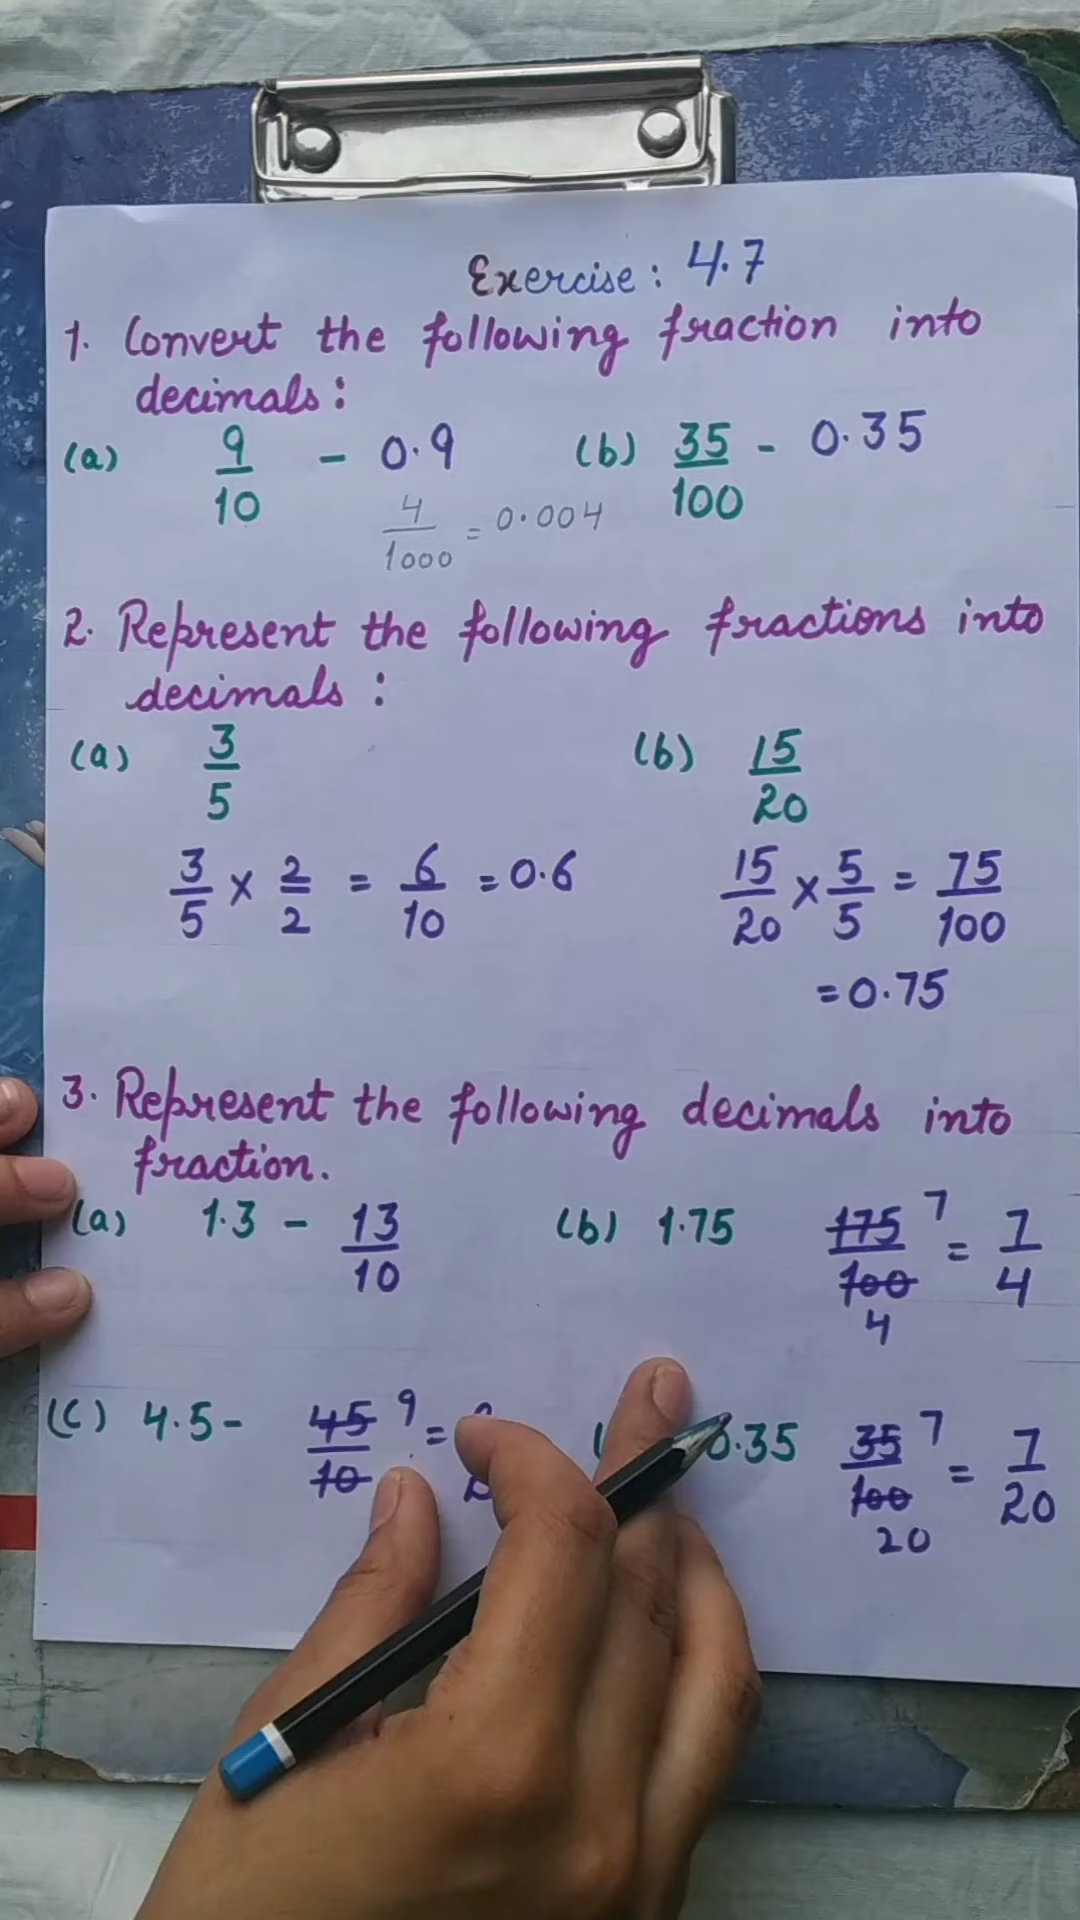 Exercise: 4.7
1. Convert the following fraction into
decimals:
(a) 9/10 - 0.9 (b) 35/100 - 0.35
4/1000 = 0.004
2. Represent the following fractions into
decimals:
(a) 3/5 (b) 15/20
3/5 × 2/2 = 6/10 = 0.6 15/20 × 5/5 = 75/100
= 0.75
3. Represent the following decimals into
fraction.
(a) 1.3 - 13/10 (b) 1.75 175/100 7 4 = 7/4
(c) 4.5 - 45/10 9 = 0.35 35/100 7 20 = 7/20